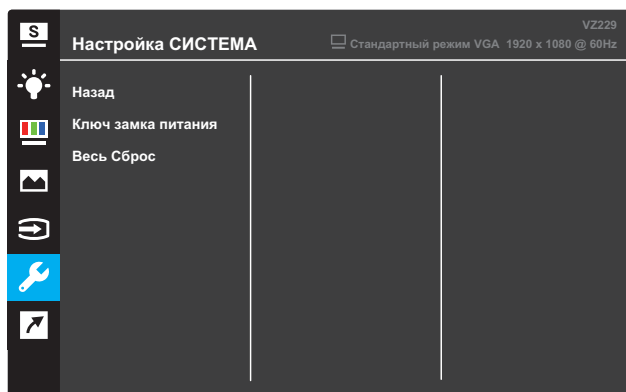 S
VZ229
Настройка СИСТЕМА
Стандартный режим VGA 1920 x 1080 @ 60Hz
Назад
Ключ замка питания
Весь Сброс